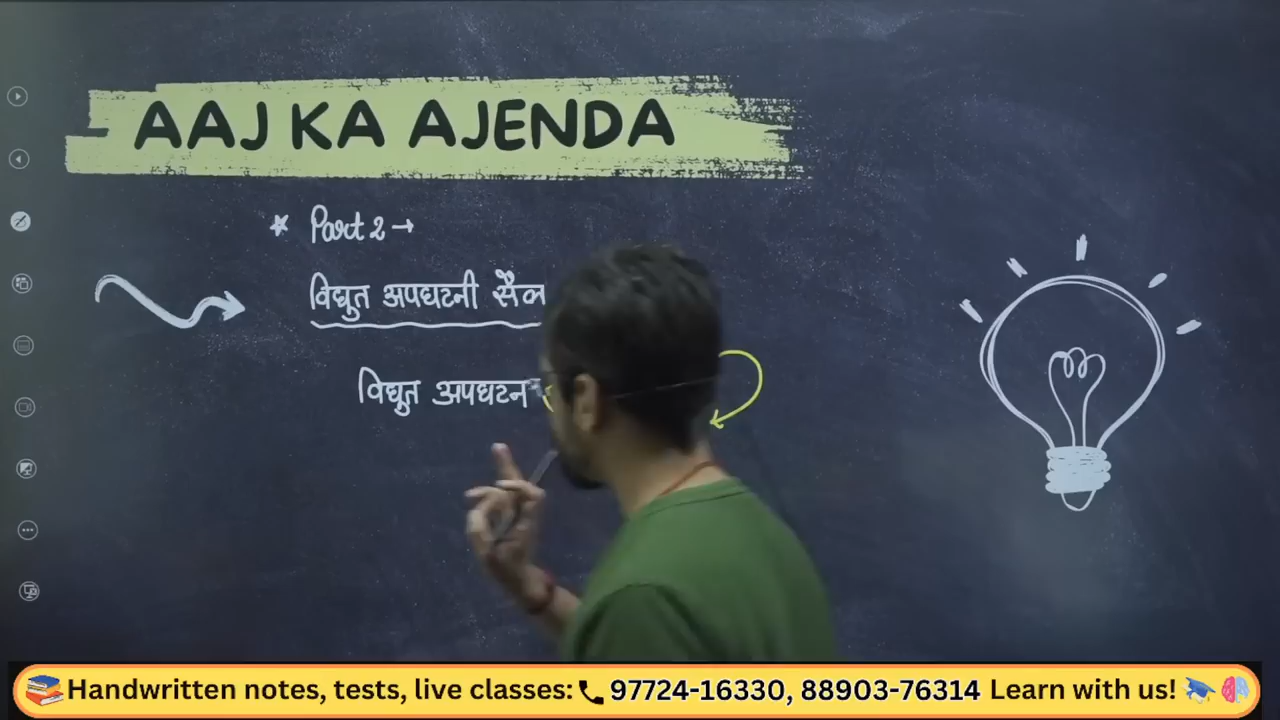 AAJ KA AJENDA
* Part 2 →
विद्युत अपघटनी सैल
विद्युत अपघटन
Handwritten notes, tests, live classes: 97724-16330, 88903-76314 Learn with us!